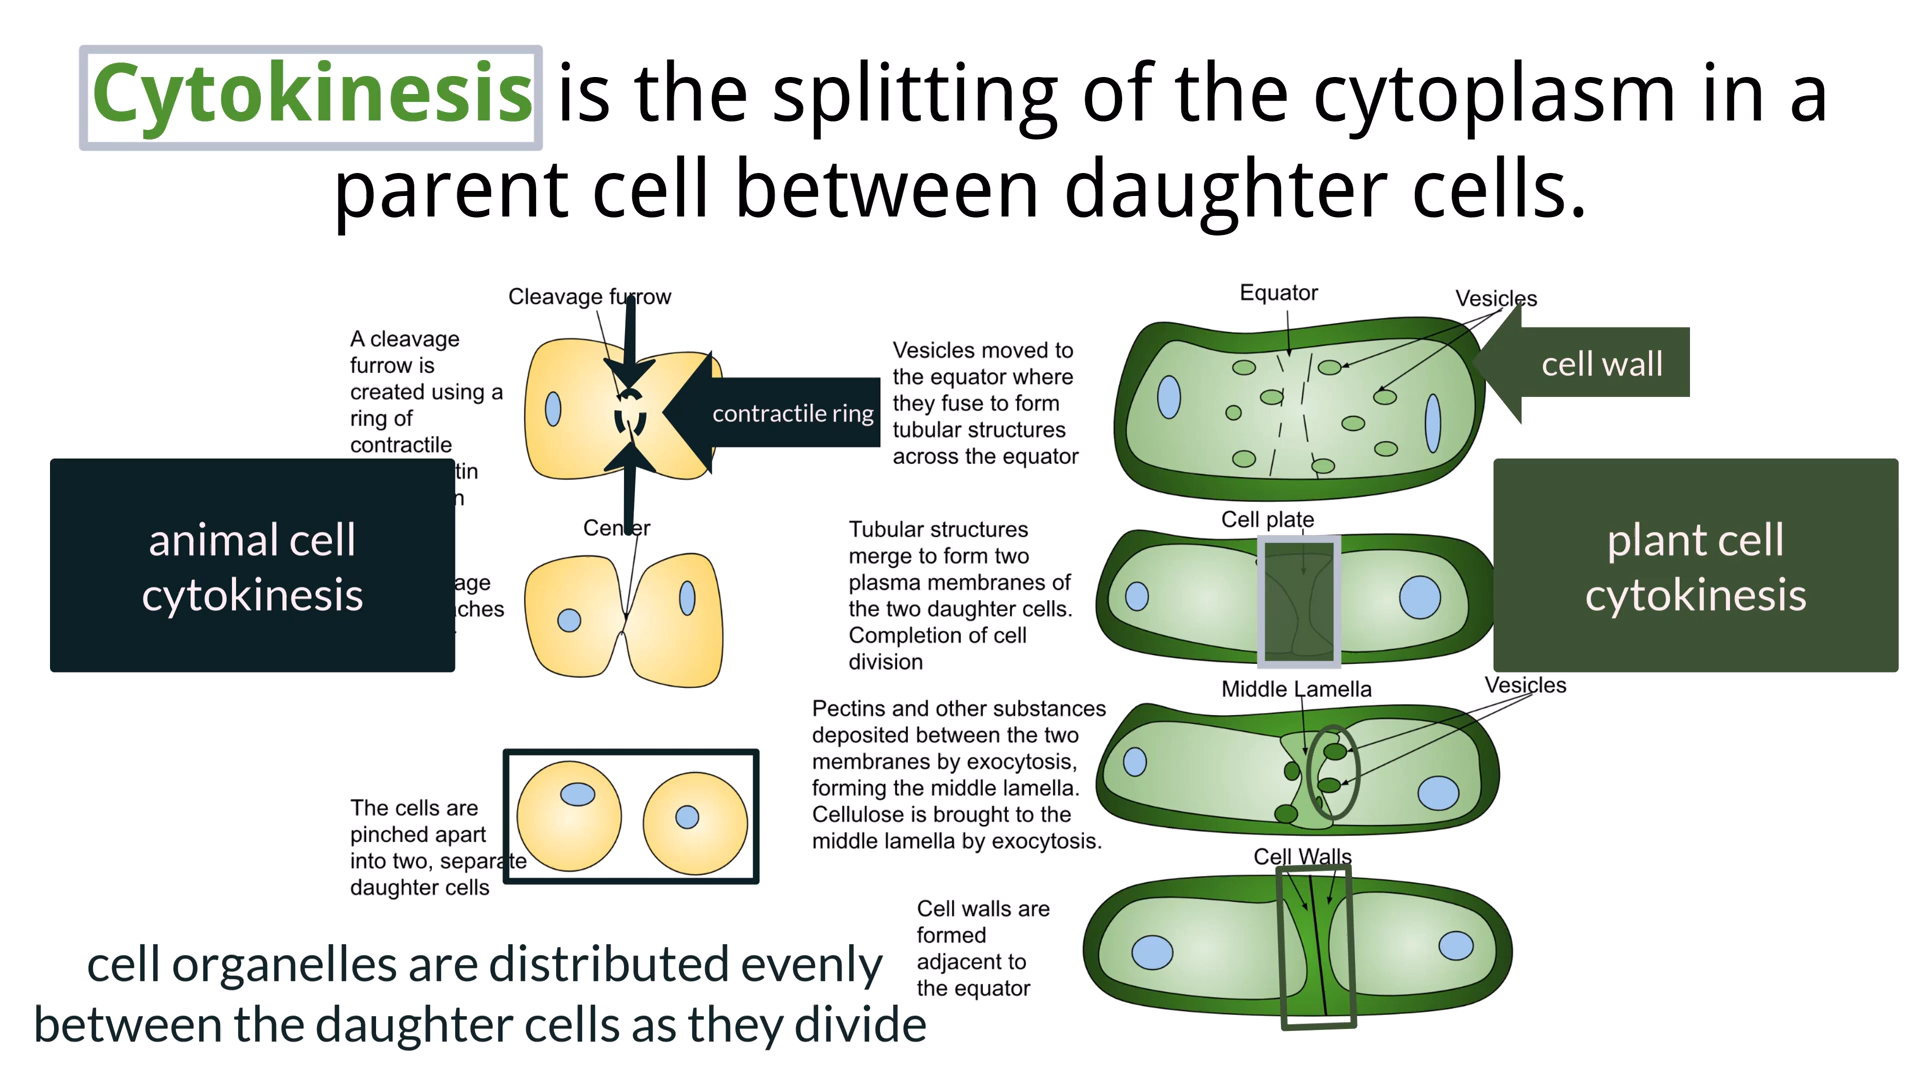 Cytokinesis is the splitting of the cytoplasm in a
parent cell between daughter cells.
Cleavage furrow
A cleavage
furrow is
created using a
ring of
contractile
tin
n
contractile ring
animal cell
cytokinesis
Center
age
ches
The cells are
pinched apart
into two, separate
daughter cells
cell organelles are distributed evenly
between the daughter cells as they divide
Equator
Vesicles
cell wall
Vesicles moved to
the equator where
they fuse to form
tubular structures
across the equator
plant cell
cytokinesis
Cell plate
Tubular structures
merge to form two
plasma membranes of
the two daughter cells.
Completion of cell
division
Middle Lamella
Vesicles
Pectins and other substances
deposited between the two
membranes by exocytosis,
forming the middle lamella.
Cellulose is brought to the
middle lamella by exocytosis.
Cell Walls
Cell walls are
formed
adjacent to
the equator